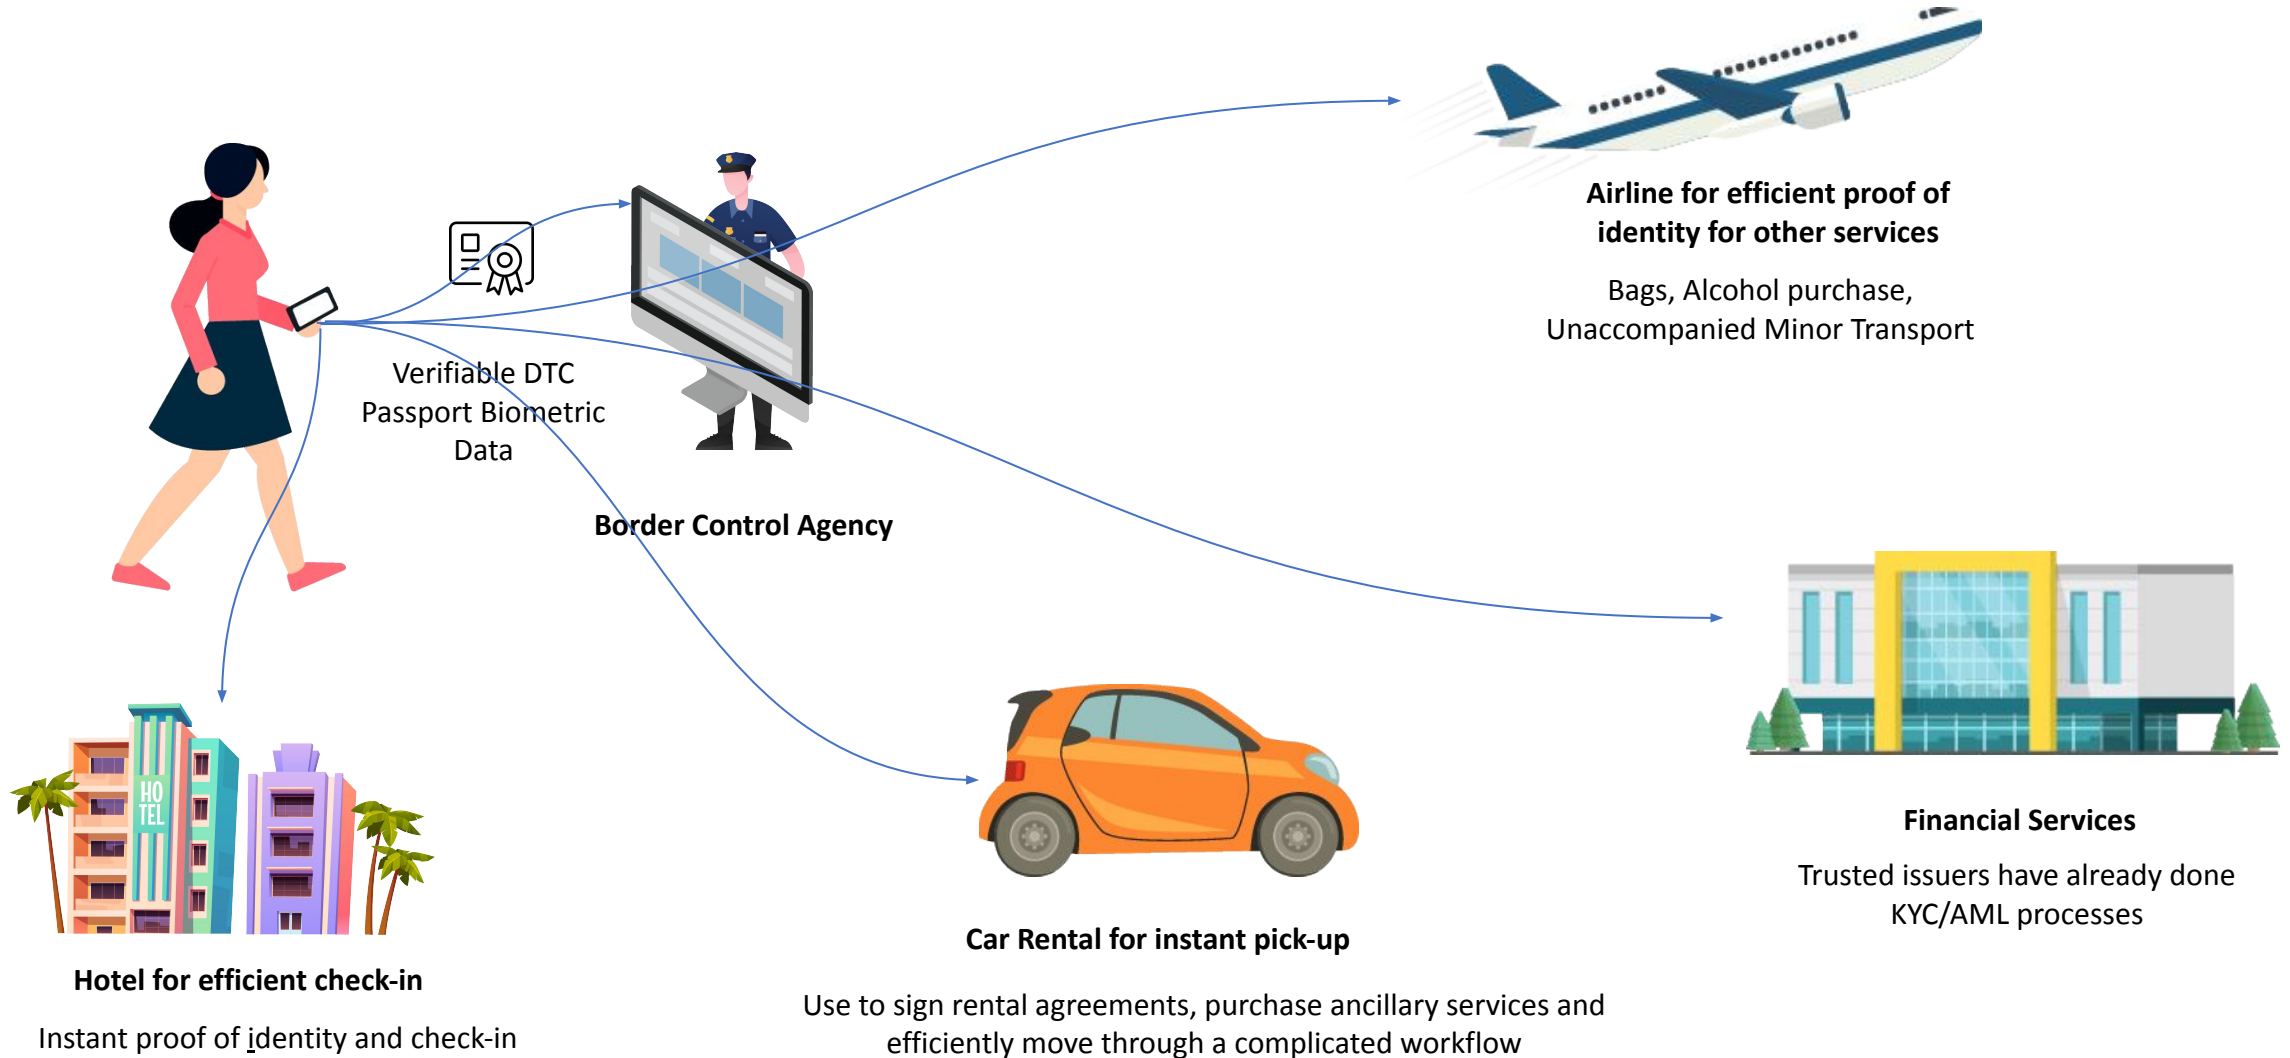 Airline for efficient proof of
identity for other services
Bags, Alcohol purchase,
Unaccompanied Minor Transport
Verifiable DTC
Passport Biometric
Data
Border Control Agency
HO
TEL
Financial Services
Trusted issuers have already done
KYC/AML processes
Car Rental for instant pick-up
Use to sign rental agreements, purchase ancillary services and
efficiently move through a complicated workflow
Hotel for efficient check-in
Instant proof of identity and check-in